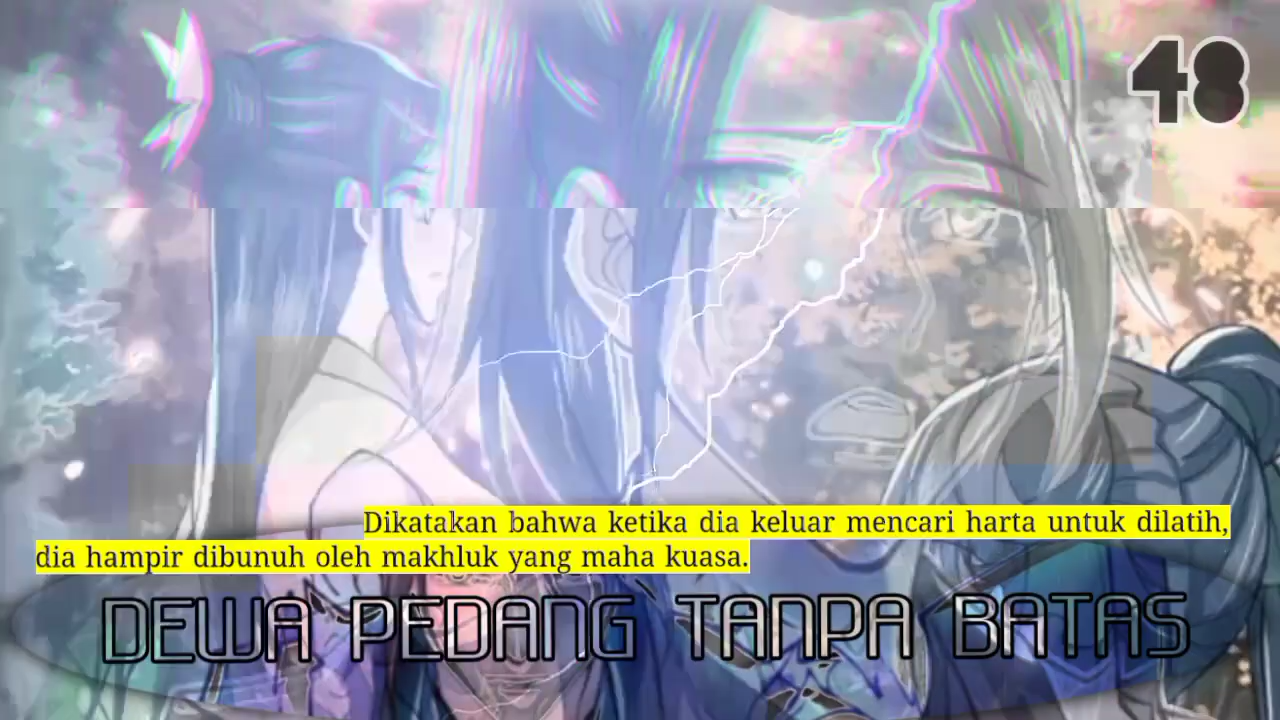 48
Dikatakan bahwa ketika dia keluar mencari harta untuk dilatih,
dia hampir dibunuh oleh makhluk yang maha kuasa.
DEWA PEDANG TANPA BATAS